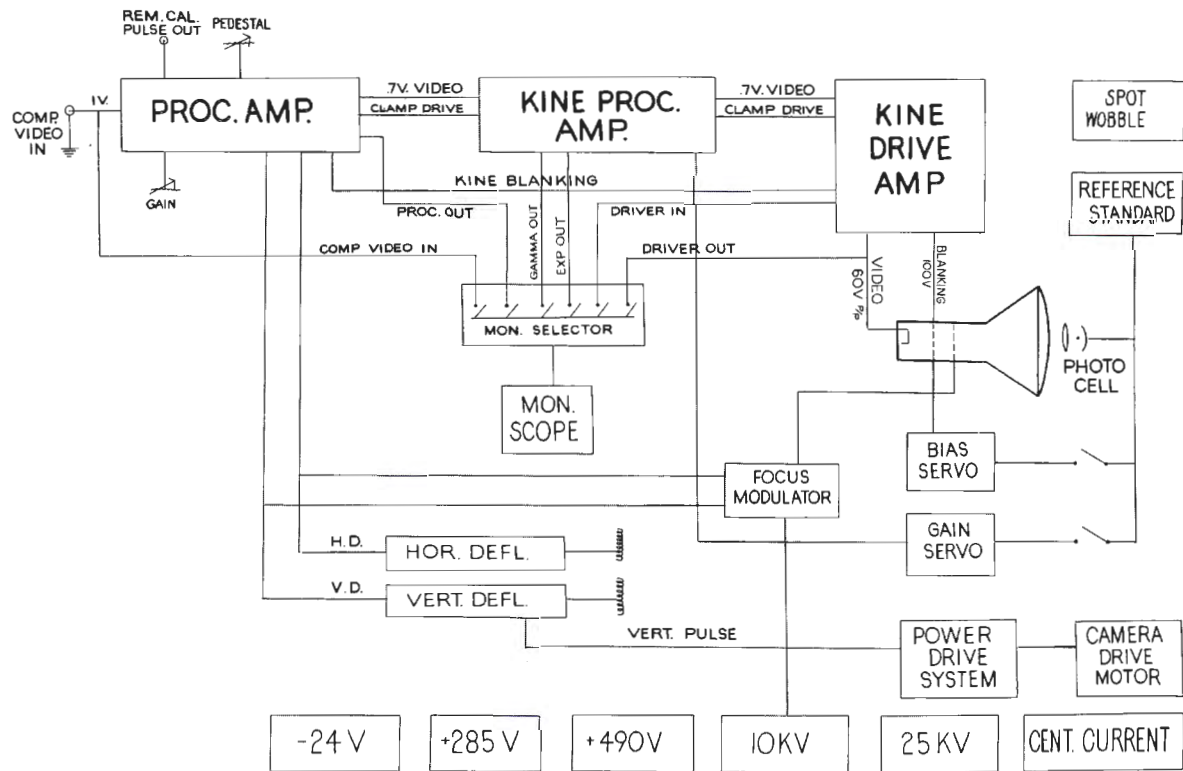 REM. CAL.
PULSE OUT
PEDESTAL
1V.
COMP.
VIDEO
IN
PROC. AMP.
GAIN
.7V. VIDEO
CLAMP DRIVE
KINE PROC.
AMP.
.7V. VIDEO
CLAMP DRIVE
KINE
DRIVE
AMP
SPOT
WOBBLE
REFERENCE
STANDARD
KINE BLANKING
PROC. OUT
GAMMA OUT
EXP OUT
DRIVER IN
COMP VIDEO IN
DRIVER OUT
VIDEO
60V P/P
BLANKING
100V
MON. SELECTOR
MON.
SCOPE
PHOTO
CELL
BIAS
SERVO
FOCUS
MODULATOR
GAIN
SERVO
H.D.
HOR. DEFL.
V.D.
VERT. DEFL.
VERT. PULSE
POWER
DRIVE
SYSTEM
CAMERA
DRIVE
MOTOR
-24 V
+285 V
+490V
10KV
25 KV
CENT. CURRENT